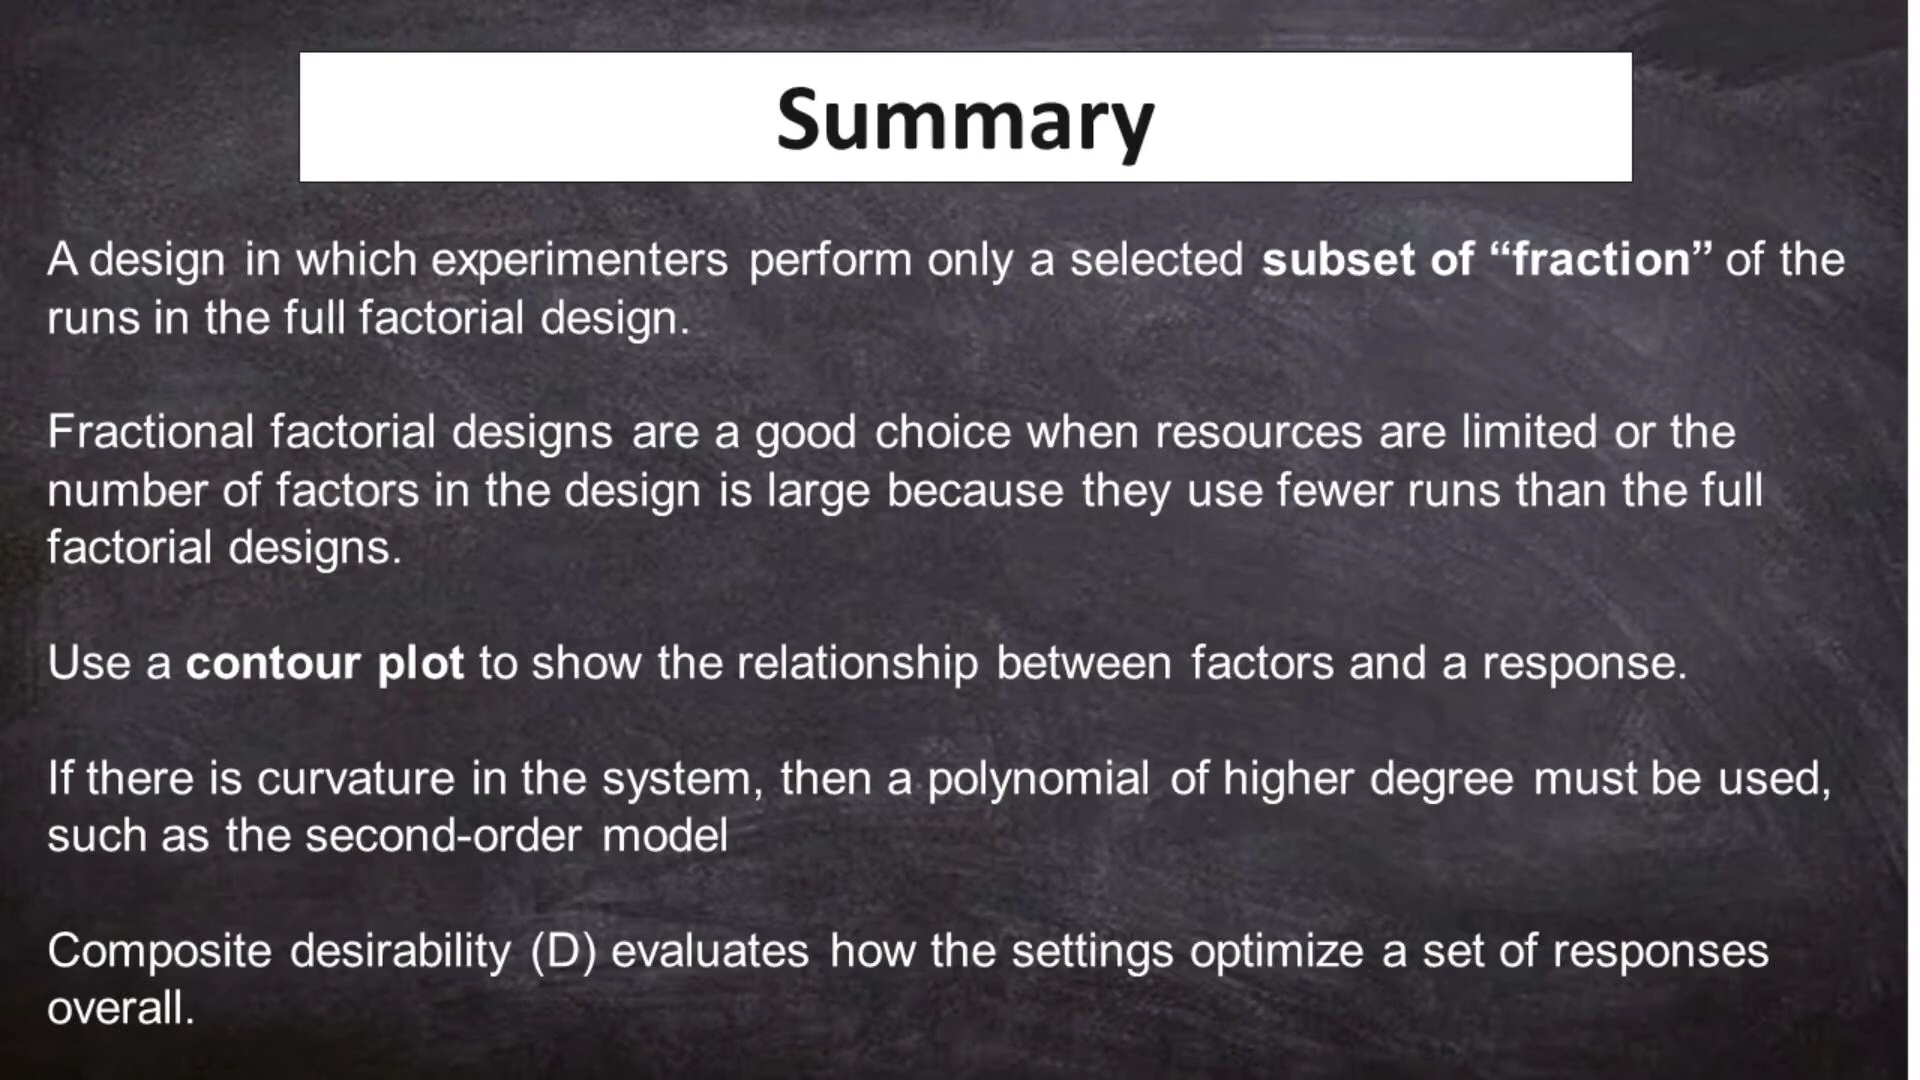 Summary
A design in which experimenters perform only a selected subset of “fraction” of the
runs in the full factorial design.
Fractional factorial designs are a good choice when resources are limited or the
number of factors in the design is large because they use fewer runs than the full
factorial designs.
Use a contour plot to show the relationship between factors and a response.
If there is curvature in the system, then a polynomial of higher degree must be used,
such as the second-order model
Composite desirability (D) evaluates how the settings optimize a set of responses
overall.